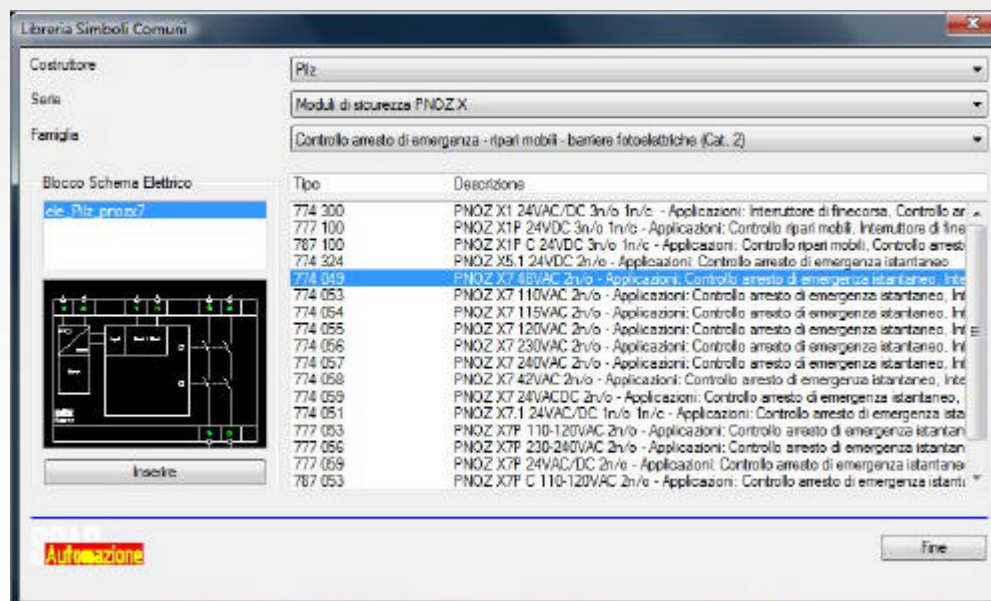 Libreria Simboli Comuni
Costruttore
Pilz
Serie
Moduli di sicurezza PNOZ X
Famiglia
Controllo arresto di emergenza - ripari mobili - barriere fotoelettriche (Cat. 2)
Blocco Schema Elettrico
ele_Pilz_pnozx7
Inserire
Tipo Descrizione
774 300 PNOZ X1 24VAC/DC 3n/o 1n/c - Applicazioni: Interruttore di finecorsa, Controllo ar
777 100 PNOZ X1P 24VDC 3n/o 1n/c - Applicazioni: Controllo ripari mobili, Interruttore di fine
787 100 PNOZ X1P C 24VDC 3n/o 1n/c - Applicazioni: Controllo ripari mobili, Controllo arrest
774 324 PNOZ X5.1 24VDC 2n/o - Applicazioni: Controllo arresto di emergenza istantaneo
774 049 PNOZ X7 48VAC 2n/o - Applicazioni: Controllo arresto di emergenza istantaneo, Inte
774 053 PNOZ X7 110VAC 2n/o - Applicazioni: Controllo arresto di emergenza istantaneo, Int
774 054 PNOZ X7 115VAC 2n/o - Applicazioni: Controllo arresto di emergenza istantaneo, Int
774 055 PNOZ X7 120VAC 2n/o - Applicazioni: Controllo arresto di emergenza istantaneo, Int
774 056 PNOZ X7 230VAC 2n/o - Applicazioni: Controllo arresto di emergenza istantaneo, Int
774 057 PNOZ X7 240VAC 2n/o - Applicazioni: Controllo arresto di emergenza istantaneo, Int
774 058 PNOZ X7 42VAC 2n/o - Applicazioni: Controllo arresto di emergenza istantaneo, Inte
774 059 PNOZ X7 24VACDC 2n/o - Applicazioni: Controllo arresto di emergenza istantaneo,
774 051 PNOZ X7.1 24VAC/DC 1n/o 1n/c - Applicazioni: Controllo arresto di emergenza ista
777 053 PNOZ X7P 110-120VAC 2n/o - Applicazioni: Controllo arresto di emergenza istantan
777 056 PNOZ X7P 230-240VAC 2n/o - Applicazioni: Controllo arresto di emergenza istantan
777 059 PNOZ X7P 24VAC/DC 2n/o - Applicazioni: Controllo arresto di emergenza istantane
787 053 PNOZ X7P C 110-120VAC 2n/o - Applicazioni: Controllo arresto di emergenza istanti
SPAC
Automazione
Fine